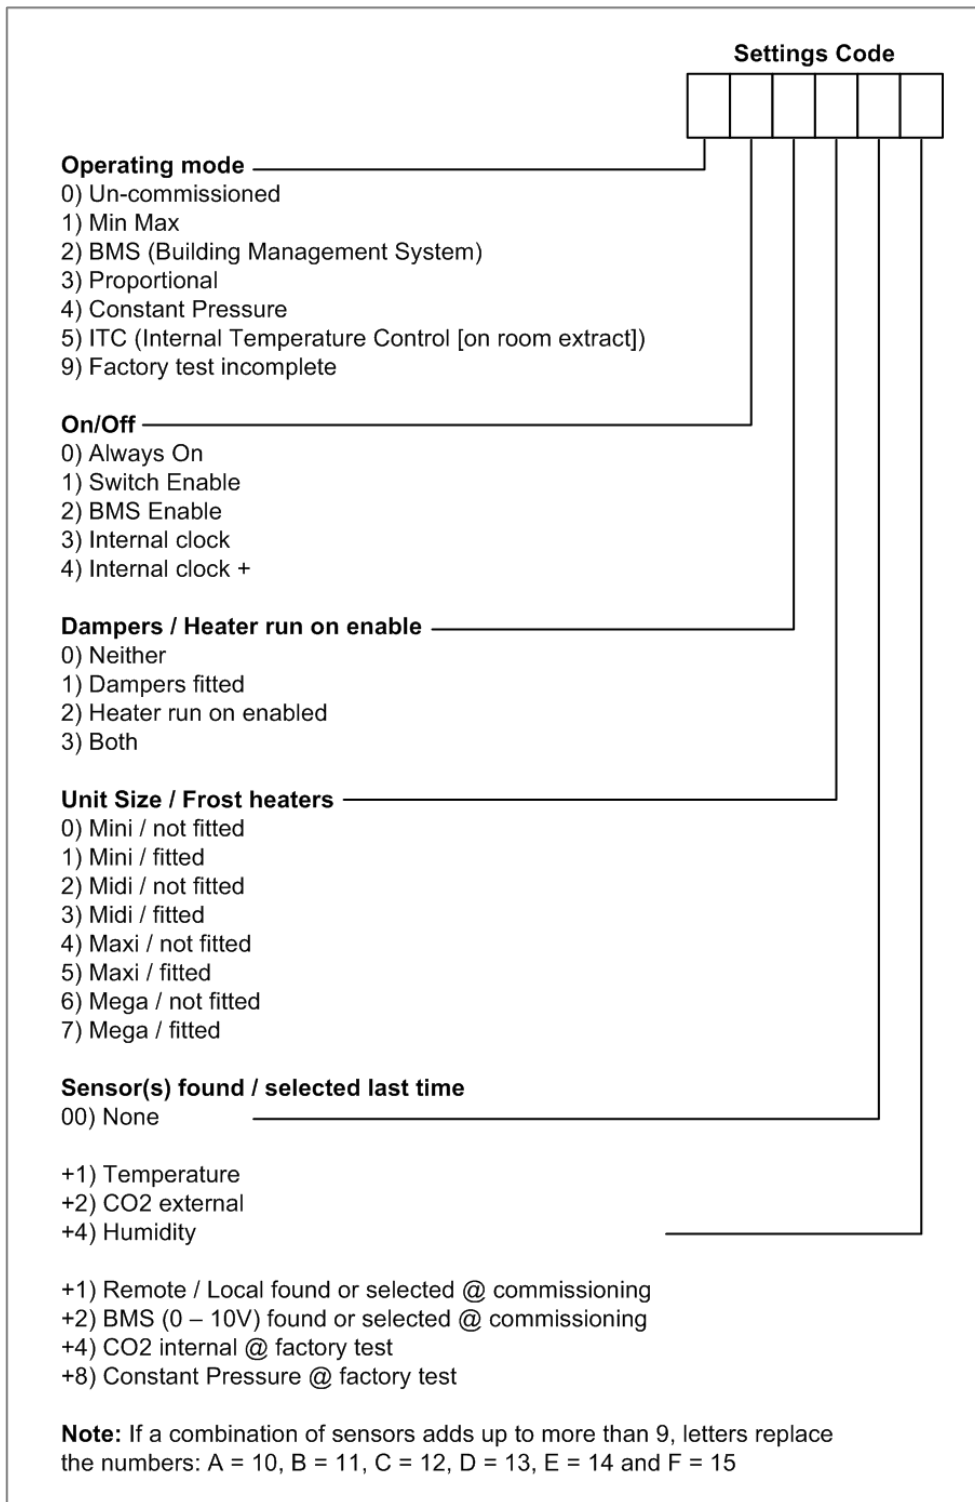 Settings Code
Operating mode
0) Un-commissioned
1) Min Max
2) BMS (Building Management System)
3) Proportional
4) Constant Pressure
5) ITC (Internal Temperature Control [on room extract])
9) Factory test incomplete
On/Off
0) Always On
1) Switch Enable
2) BMS Enable
3) Internal clock
4) Internal clock +
Dampers / Heater run on enable
0) Neither
1) Dampers fitted
2) Heater run on enabled
3) Both
Unit Size / Frost heaters
0) Mini / not fitted
1) Mini / fitted
2) Midi / not fitted
3) Midi / fitted
4) Maxi / not fitted
5) Maxi / fitted
6) Mega / not fitted
7) Mega / fitted
Sensor(s) found / selected last time
00) None
+1) Temperature
+2) CO2 external
+4) Humidity
+1) Remote / Local found or selected @ commissioning
+2) BMS (0 – 10V) found or selected @ commissioning
+4) CO2 internal @ factory test
+8) Constant Pressure @ factory test
Note: If a combination of sensors adds up to more than 9, letters replace
the numbers: A = 10, B = 11, C = 12, D = 13, E = 14 and F = 15